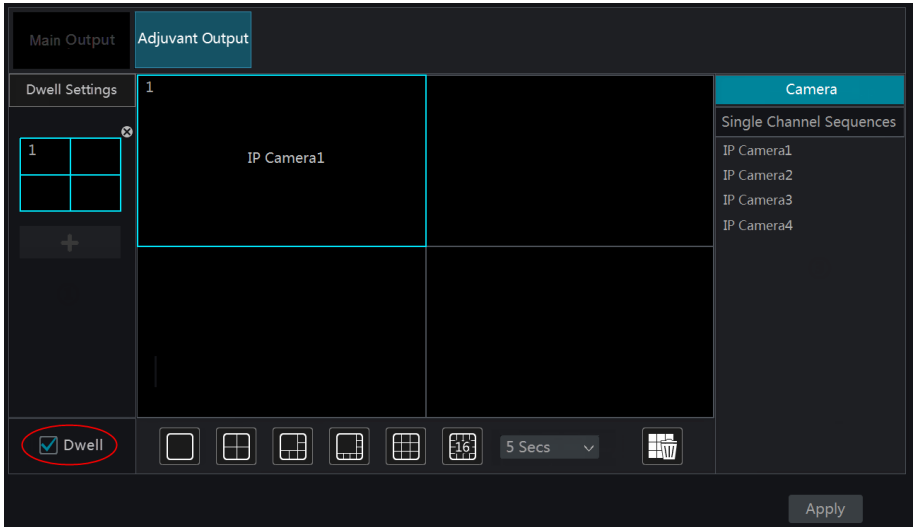 Main Output
Adjuvant Output
Dwell Settings
1
Camera
Single Channel Sequences
1
IP Camera1
IP Camera1
IP Camera2
IP Camera3
IP Camera4
Dwell
16
5 Secs
Apply